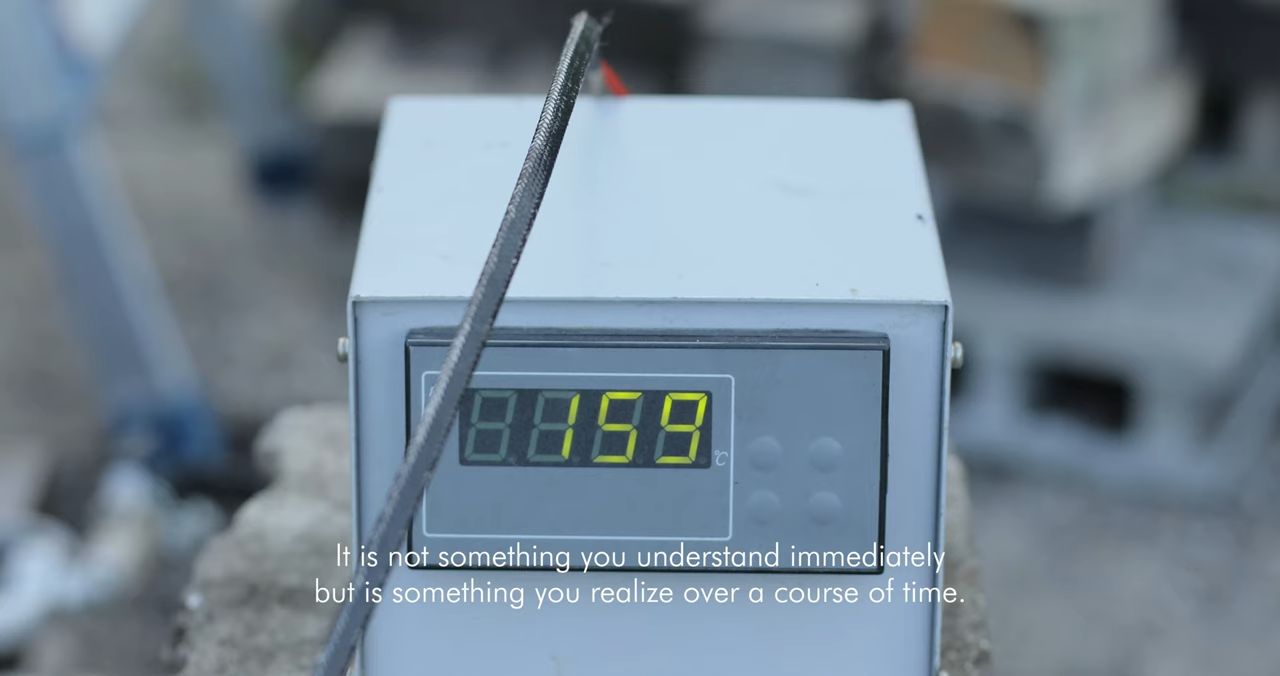 159
℃
It is not something you understand immediately
but is something you realize over a course of time.